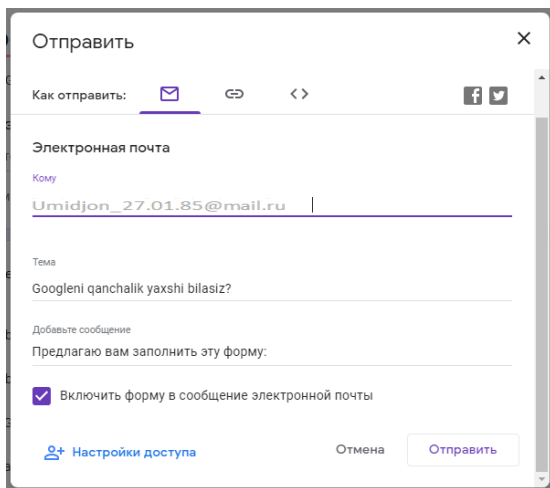 Отправить
Как отправить:
Электронная почта
Кому
Umidjon_27.01.85@mail.ru
Тема
Googleni qanchalik yaxshi bilasiz?
Добавьте сообщение
Предлагаю вам заполнить эту форму:
Включить форму в сообщение электронной почты
Настройки доступа Отмена Отправить